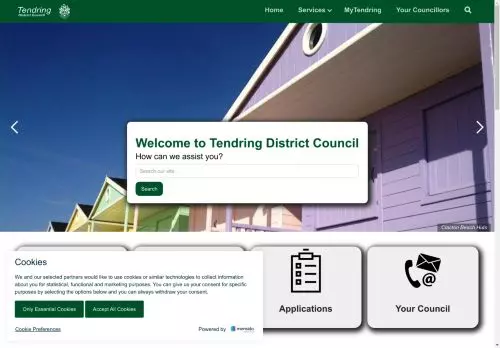 Tendring
District Council
Home
Services
MyTendring
Your Councillors
Welcome to Tendring District Council
How can we assist you?
Search our site
Search
Clacton Beach Huts
Cookies
We and our selected partners would like to use cookies or similar technologies to collect information
about you for statistical, functional and marketing purposes. You can give us your consent for specific
purposes by selecting the options below and you can always withdraw your consent.
Only Essential Cookies
Accept All Cookies
Cookie Preferences
Powered by
Applications
Your Council